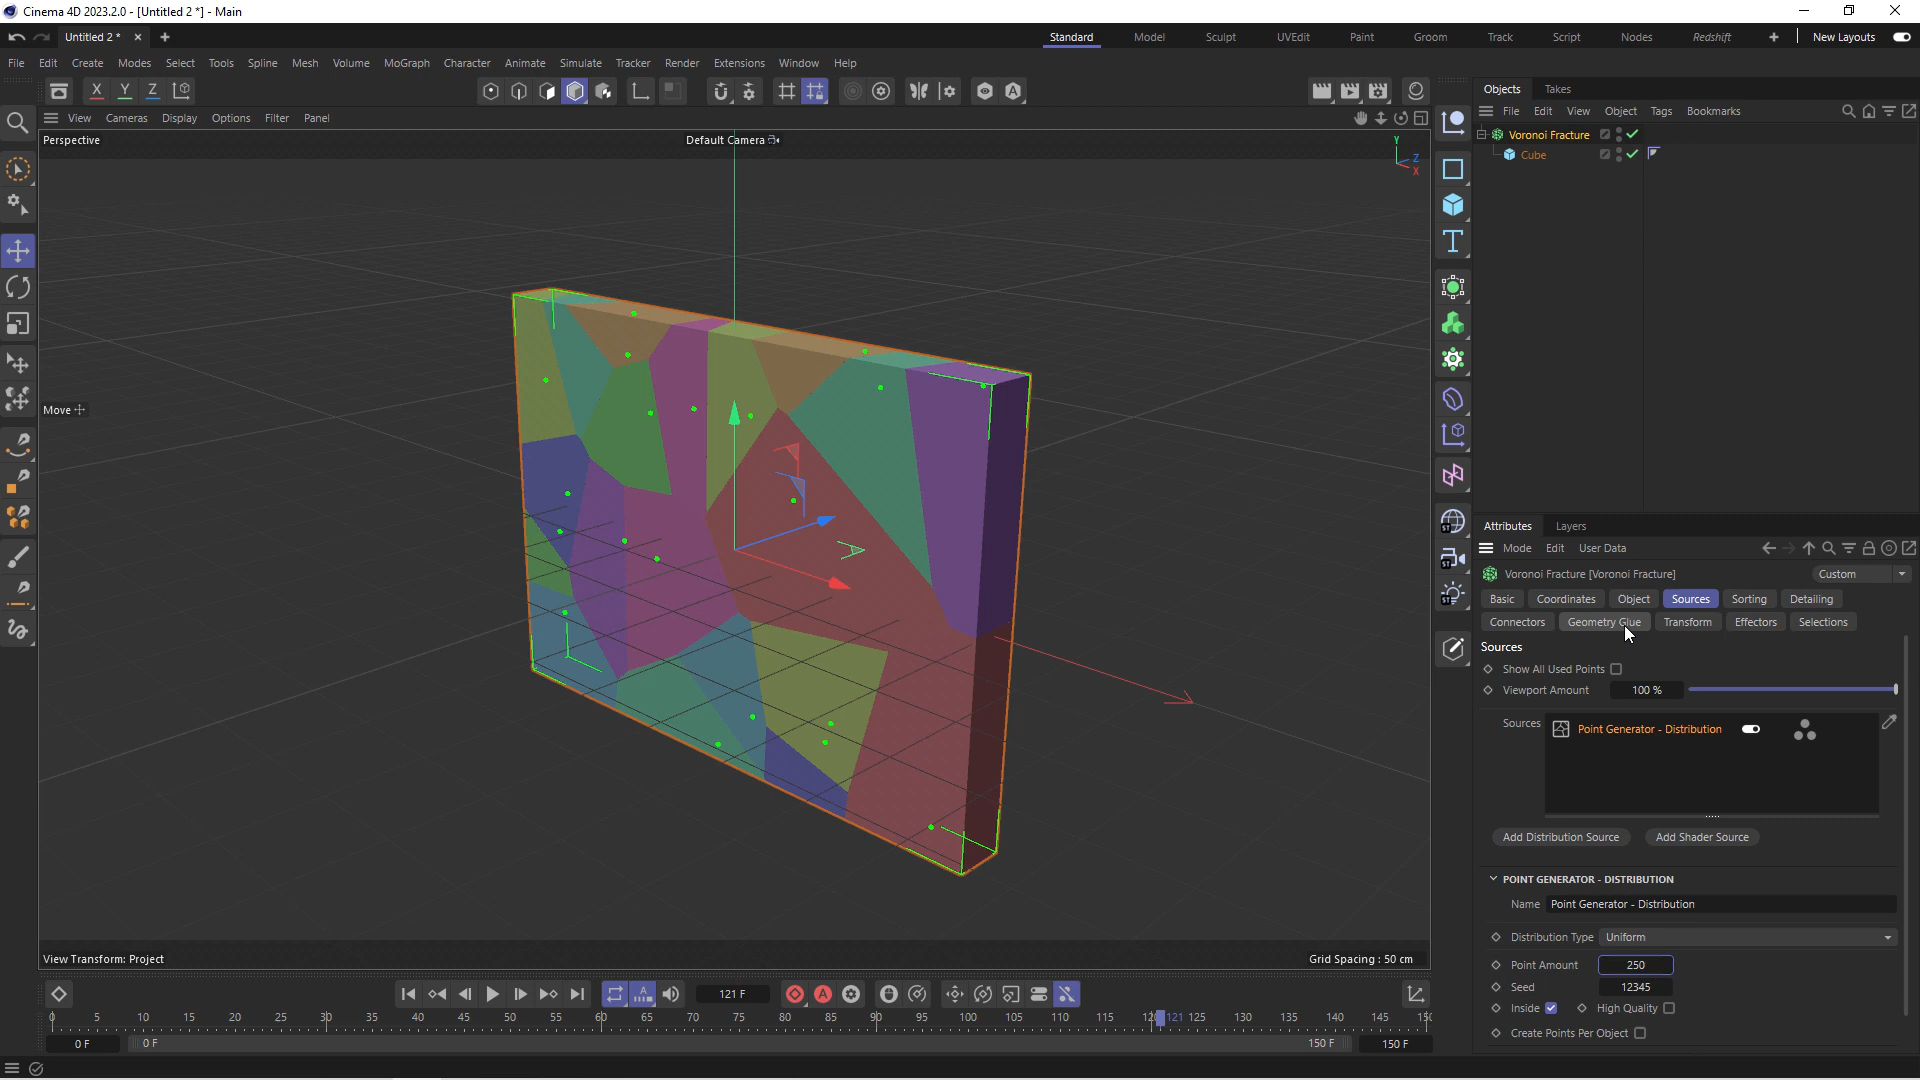 Cinema 4D 2023.2.0 - [Untitled 2 *] - Main
Untitled 2 *
Standard Model Sculpt UVEdit Paint Groom Track Script Nodes Redshift New Layouts
File Edit Create Modes Select Tools Spline Mesh Volume MoGraph Character Animate Simulate Tracker Render Extensions Window Help
X Y Z
Objects Takes
File Edit View Object Tags Bookmarks
View Cameras Display Options Filter Panel
Perspective
Default Camera
Y
Z
X
Voronoi Fracture
Cube
Move
Attributes Layers
Mode Edit User Data
Voronoi Fracture [Voronoi Fracture]
Custom
Basic Coordinates Object Sources Sorting Detailing
Connectors Geometry Glue Transform Effectors Selections
Sources
Show All Used Points
Viewport Amount 100 %
Sources Point Generator - Distribution
Add Distribution Source Add Shader Source
POINT GENERATOR - DISTRIBUTION
Name Point Generator - Distribution
Distribution Type Uniform
Point Amount 250
Seed 12345
Inside High Quality
Create Points Per Object
View Transform: Project
Grid Spacing : 50 cm
121 F
0 5 10 15 20 25 30 35 40 45 50 55 60 65 70 75 80 85 90 95 100 105 110 115 120 121 125 130 135 140 145 150
0 F 0 F 150 F 150 F